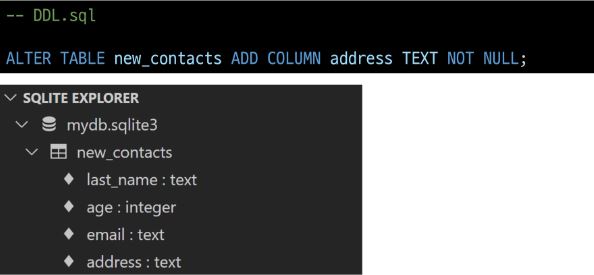 -- DDL.sql
ALTER TABLE new_contacts ADD COLUMN address TEXT NOT NULL;
SQLITE EXPLORER
mydb.sqlite3
new_contacts
last_name : text
age : integer
email : text
address : text